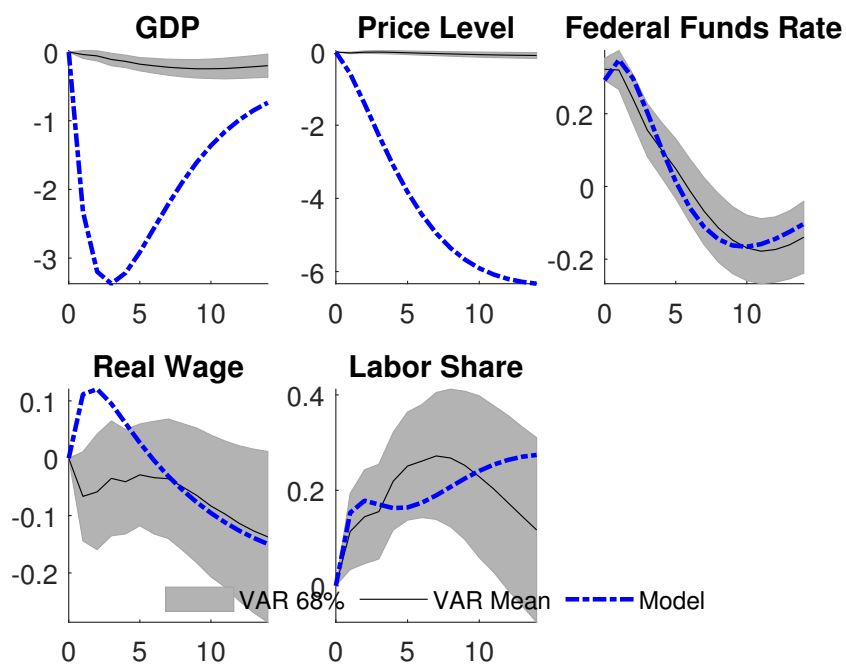 GDP
0
-1
-2
-3
0 5 10
Price Level
0
-2
-4
-6
0 5 10
Federal Funds Rate
0.2
0
-0.2
0 5 10
Real Wage
0.1
0
-0.1
-0.2
0 5 10
Labor Share
0.4
0.2
0
0 5 10
VAR 68% VAR Mean Model